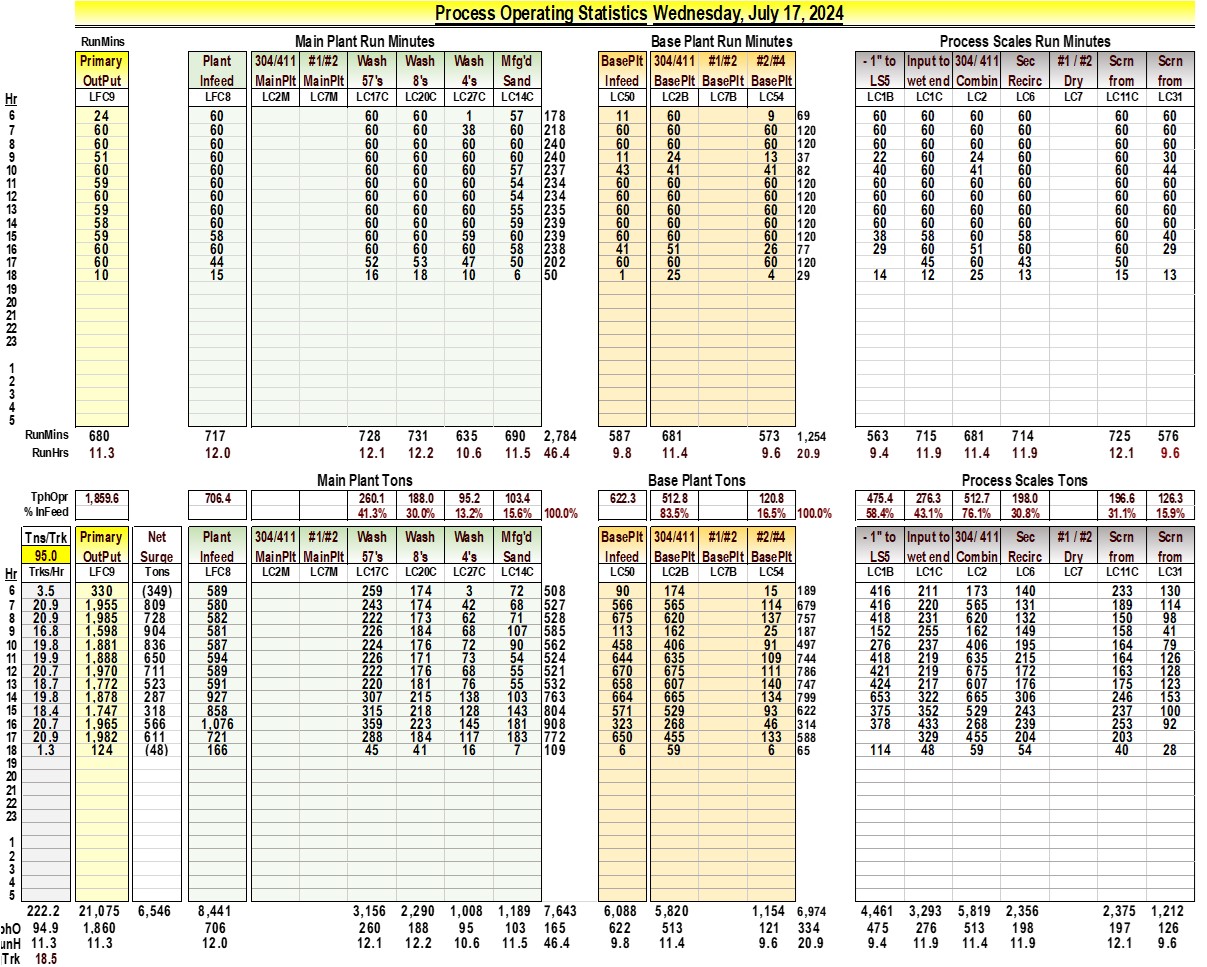 Process Operating Statistics Wednesday, July 17, 2024
RunMins Main Plant Run Minutes Base Plant Run Minutes Process Scales Run Minutes
Primary Plant 304/411 #1/#2 Wash Wash Wash Mfg'd BasePlt 304/411 #1/#2 #2/#4 - 1" to Input to 304/ 411 Sec #1 / #2 Scrn Scrn
OutPut Infeed MainPlt MainPlt 57's 8's 4's Sand Infeed BasePlt BasePlt BasePlt LS5 wet end Combin Recirc Dry from from
Hr LFC9 LFC8 LC2M LC7M LC17C LC20C LC27C LC14C LC50 LC2B LC7B LC54 LC1B LC1C LC2 LC6 LC7 LC11C LC31
6 24 60 60 60 1 57 178 11 60 9 69 60 60 60 60 60 60
7 60 60 60 60 38 60 218 60 60 60 120 60 60 60 60 60 60
8 60 60 60 60 60 60 240 60 60 60 120 60 60 60 60 60 60
9 51 60 60 60 60 60 240 11 24 13 37 22 60 24 60 60 30
10 60 60 60 60 60 57 237 43 41 41 82 40 60 41 60 60 44
11 59 60 60 60 60 54 234 60 60 60 120 60 60 60 60 60 60
12 60 60 60 60 60 54 234 60 60 60 120 60 60 60 60 60 60
13 59 60 60 60 60 55 235 60 60 60 120 60 60 60 60 60 60
14 58 60 60 60 60 59 239 60 60 60 120 60 60 60 60 60 60
15 59 58 60 60 59 60 239 60 60 60 120 38 58 60 58 60 40
16 60 60 60 60 60 58 238 41 51 26 77 29 60 51 60 60 29
17 60 44 52 53 47 50 202 60 60 60 120 45 60 43 50
18 10 15 16 18 10 6 50 1 25 4 29 14 12 25 13 15 13
19
20
21
22
23
1
2
3
4
5
RunMins 680 717 728 731 635 690 2,784 587 681 573 1,254 563 715 681 714 725 576
RunHrs 11.3 12.0 12.1 12.2 10.6 11.5 46.4 9.8 11.4 9.6 20.9 9.4 11.9 11.4 11.9 12.1 9.6
Main Plant Tons Base Plant Tons Process Scales Tons
TphOpr 1,859.6 706.4 260.1 188.0 95.2 103.4 622.3 512.8 120.8 475.4 276.3 512.7 198.0 196.6 126.3
% InFeed 41.3% 30.0% 13.2% 15.6% 100.0% 83.5% 16.5% 100.0% 58.4% 43.1% 76.1% 30.8% 31.1% 15.9%
Tns/Trk Primary Net Plant 304/411 #1/#2 Wash Wash Wash Mfg'd BasePlt 304/411 #1/#2 #2/#4 - 1" to Input to 304/ 411 Sec #1 / #2 Scrn Scrn
95.0 OutPut Surge Infeed MainPlt MainPlt 57's 8's 4's Sand Infeed BasePlt BasePlt BasePlt LS5 wet end Combin Recirc Dry from from
Hr Trks/Hr LFC9 Tons LFC8 LC2M LC7M LC17C LC20C LC27C LC14C LC50 LC2B LC7B LC54 LC1B LC1C LC2 LC6 LC7 LC11C LC31
6 3.5 330 (349) 589 259 174 3 72 508 90 174 15 189 416 211 173 140 233 130
7 20.9 1,955 809 580 243 174 42 68 527 566 565 114 679 416 220 565 131 189 114
8 20.9 1,985 728 582 222 173 62 71 528 675 620 137 757 418 231 620 132 150 98
9 16.8 1,598 904 581 226 184 68 107 585 113 162 25 187 152 255 162 149 158 41
10 19.8 1,881 836 587 224 176 72 90 562 458 406 91 497 276 237 406 195 164 79
11 19.9 1,888 650 594 226 171 73 54 524 644 635 109 744 418 219 635 215 164 126
12 20.7 1,970 711 589 222 176 68 55 521 670 675 111 786 421 219 675 172 163 128
13 18.7 1,772 523 591 220 181 76 55 532 658 607 140 747 424 217 607 176 175 123
14 19.8 1,878 287 927 307 215 138 103 763 664 665 134 799 653 322 665 306 246 153
15 18.4 1,747 318 858 315 218 128 143 804 571 529 93 622 375 352 529 243 237 100
16 20.7 1,965 566 1,076 359 223 145 181 908 323 268 46 314 378 433 268 239 253 92
17 20.9 1,982 611 721 288 184 117 183 772 650 455 133 588 329 455 204 203
18 1.3 124 (48) 166 45 41 16 7 109 6 59 6 65 114 48 59 54 40 28
19
20
21
22
23
1
2
3
4
5
222.2 21,075 6,546 8,441 3,156 2,290 1,008 1,189 7,643 6,088 5,820 1,154 6,974 4,461 3,293 5,819 2,356 2,375 1,212
phO 94.9 1,860 706 260 188 95 103 165 622 513 121 334 475 276 513 198 197 126
unH 11.3 11.3 12.0 12.1 12.2 10.6 11.5 46.4 9.8 11.4 9.6 20.9 9.4 11.9 11.4 11.9 12.1 9.6
Trk 18.5